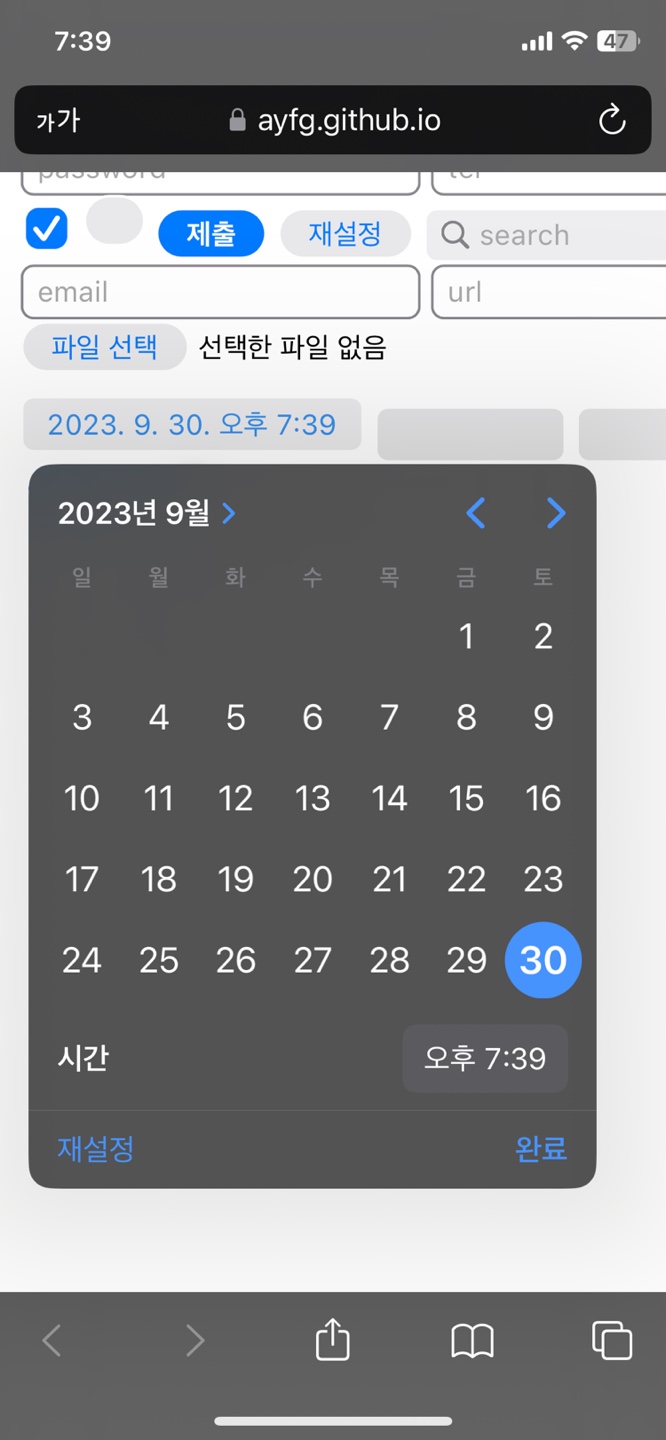 7:39
47
가가 ayfg.github.io
password tel
제출 재설정 search
email url
파일 선택 선택한 파일 없음
2023. 9. 30. 오후 7:39
2023년 9월
일 월 화 수 목 금 토
1 2
3 4 5 6 7 8 9
10 11 12 13 14 15 16
17 18 19 20 21 22 23
24 25 26 27 28 29 30
시간 오후 7:39
재설정 완료